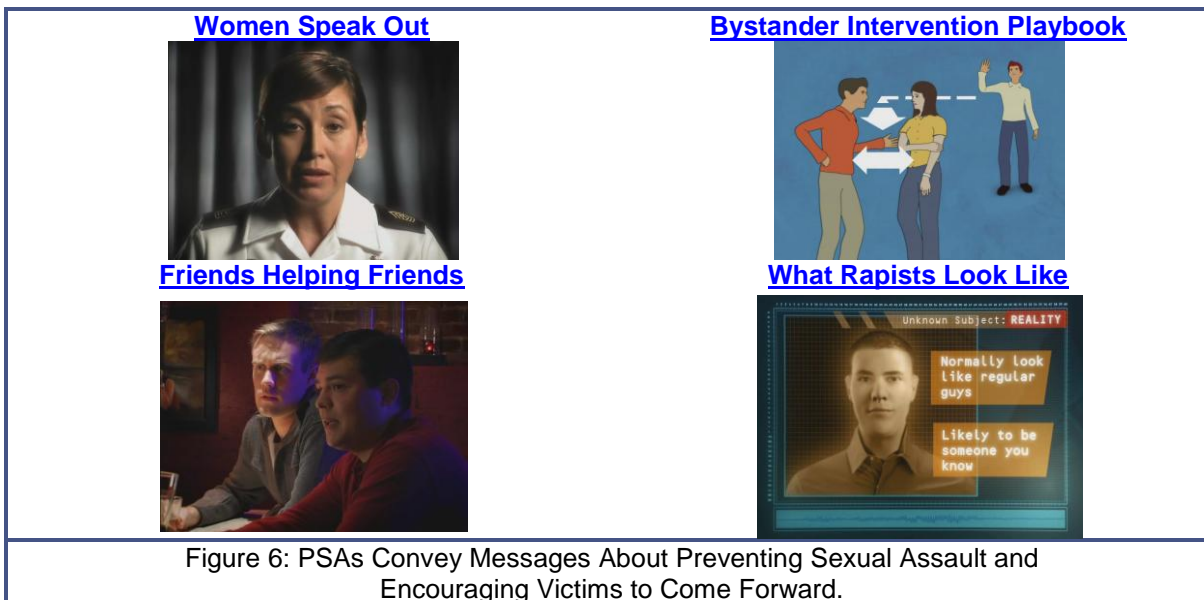 Women Speak Out
Bystander Intervention Playbook
Friends Helping Friends
What Rapists Look Like
Unknown Subject: REALITY
Normally look
like regular
guys
Likely to be
someone you
know
Figure 6: PSAs Convey Messages About Preventing Sexual Assault and
Encouraging Victims to Come Forward.